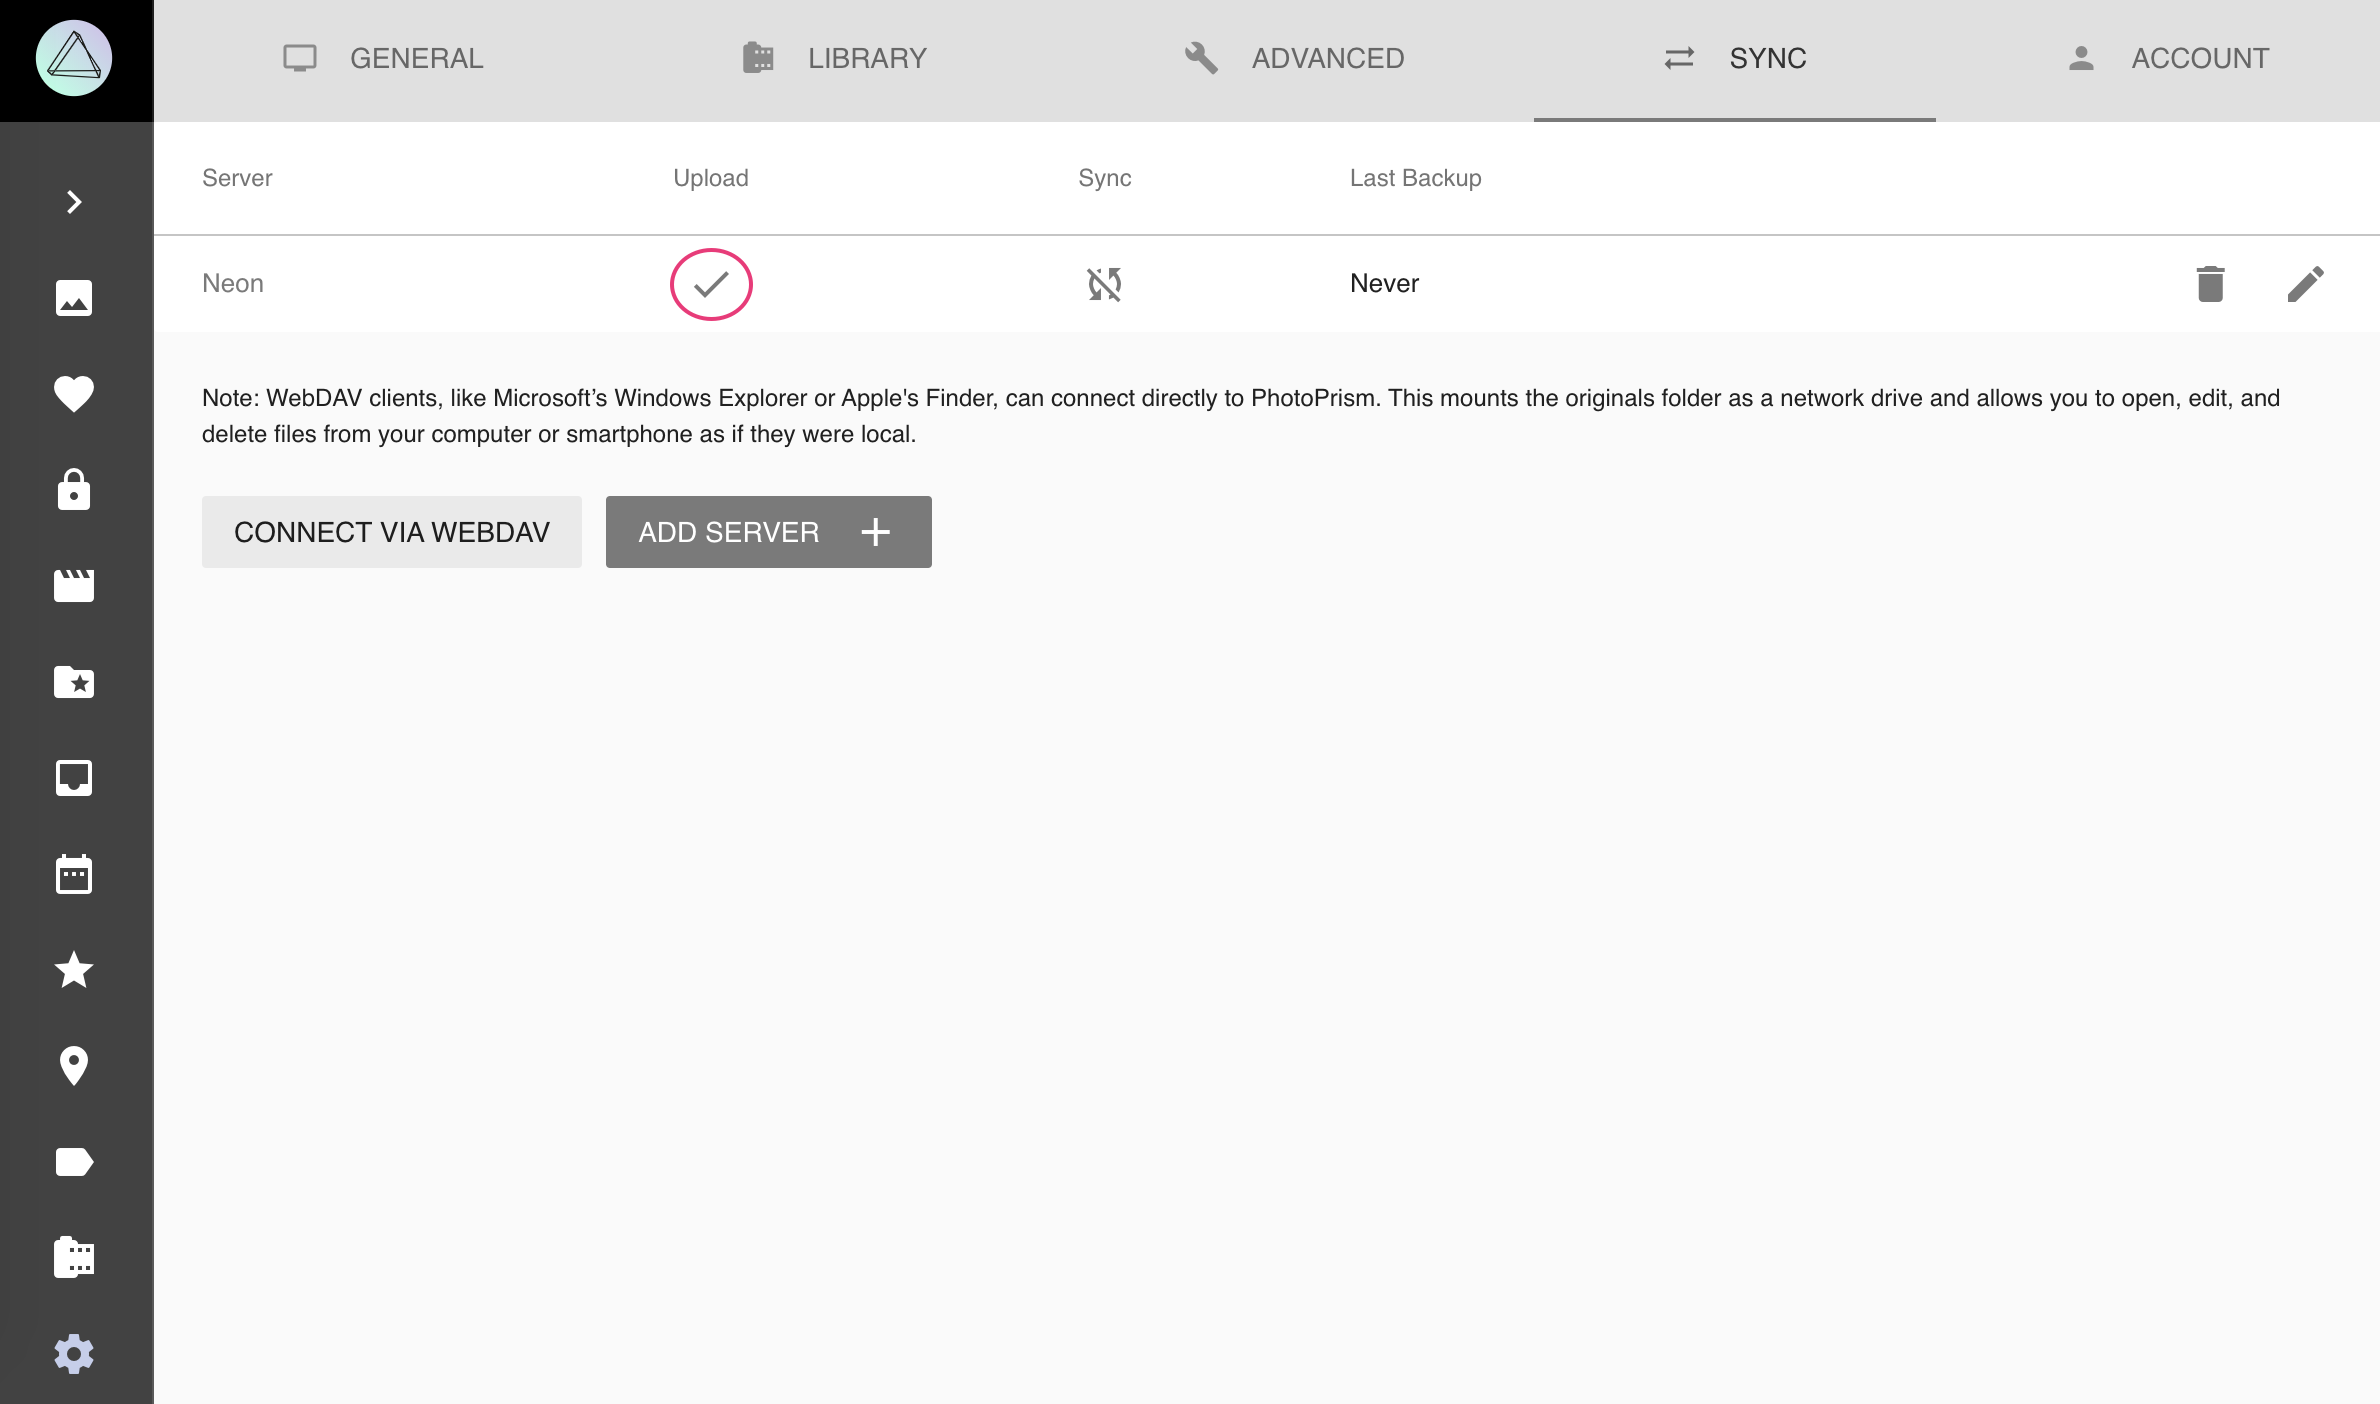 GENERAL LIBRARY ADVANCED SYNC ACCOUNT
Server Upload Sync Last Backup
Neon Never
Note: WebDAV clients, like Microsoft’s Windows Explorer or Apple's Finder, can connect directly to PhotoPrism. This mounts the originals folder as a network drive and allows you to open, edit, and
delete files from your computer or smartphone as if they were local.
CONNECT VIA WEBDAV ADD SERVER